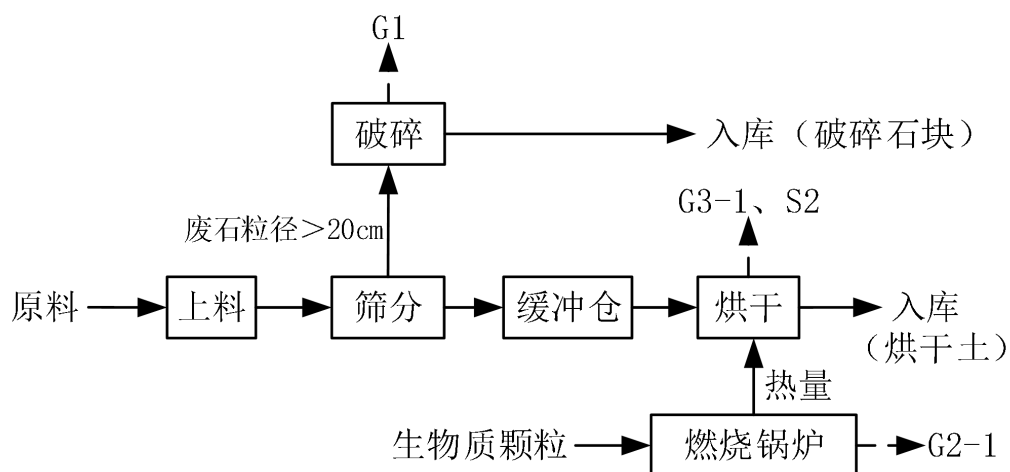 G1
破碎
入库（破碎石块）
废石粒径＞20cm
G3-1、S2
原料
上料
筛分
缓冲仓
烘干
入库
（烘干土）
热量
生物质颗粒
燃烧锅炉
G2-1